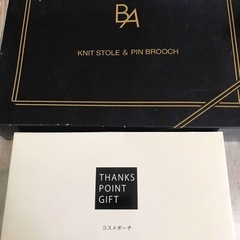 BA
KNIT STOLE & PIN BROOCH
THANKS
POINT
GIFT
コスメポーチ